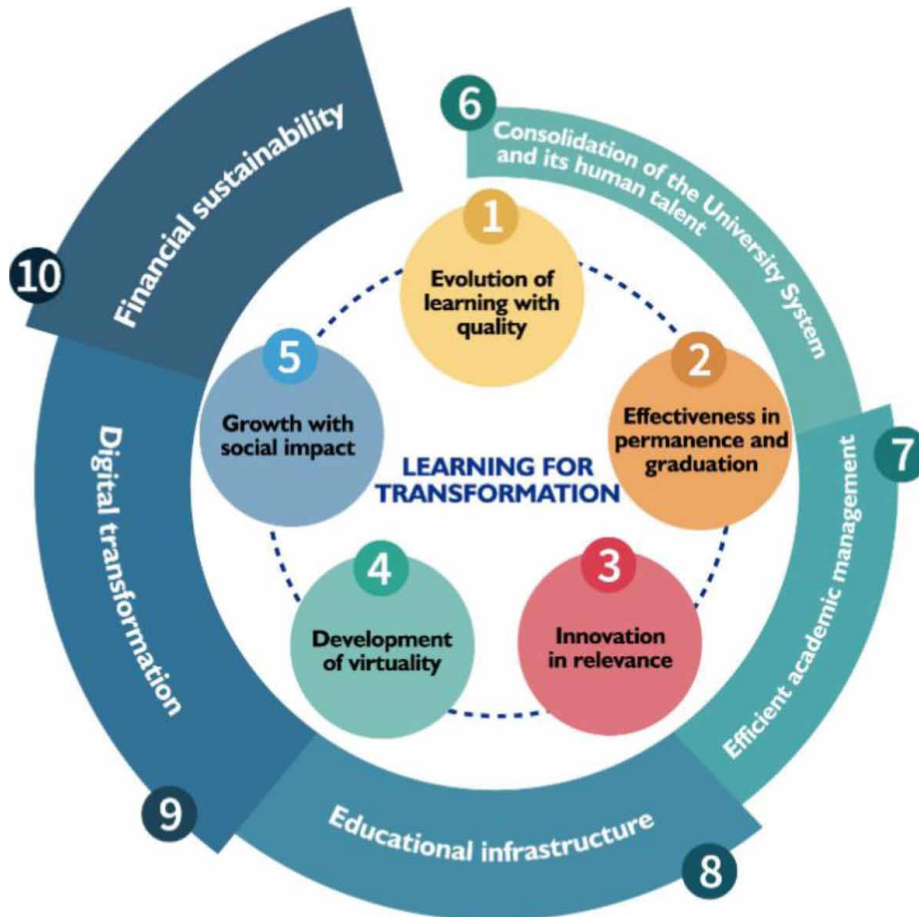 LEARNING FOR
TRANSFORMATION
1
Evolution of
learning with
quality
2
Effectiveness in
permanence and
graduation
3
Innovation
in relevance
4
Development
of virtuality
5
Growth with
social impact
6
Consolidation of the University System
and its human talent
7
Efficient academic management
8
Educational infrastructure
9
Digital transformation
10
Financial sustainability